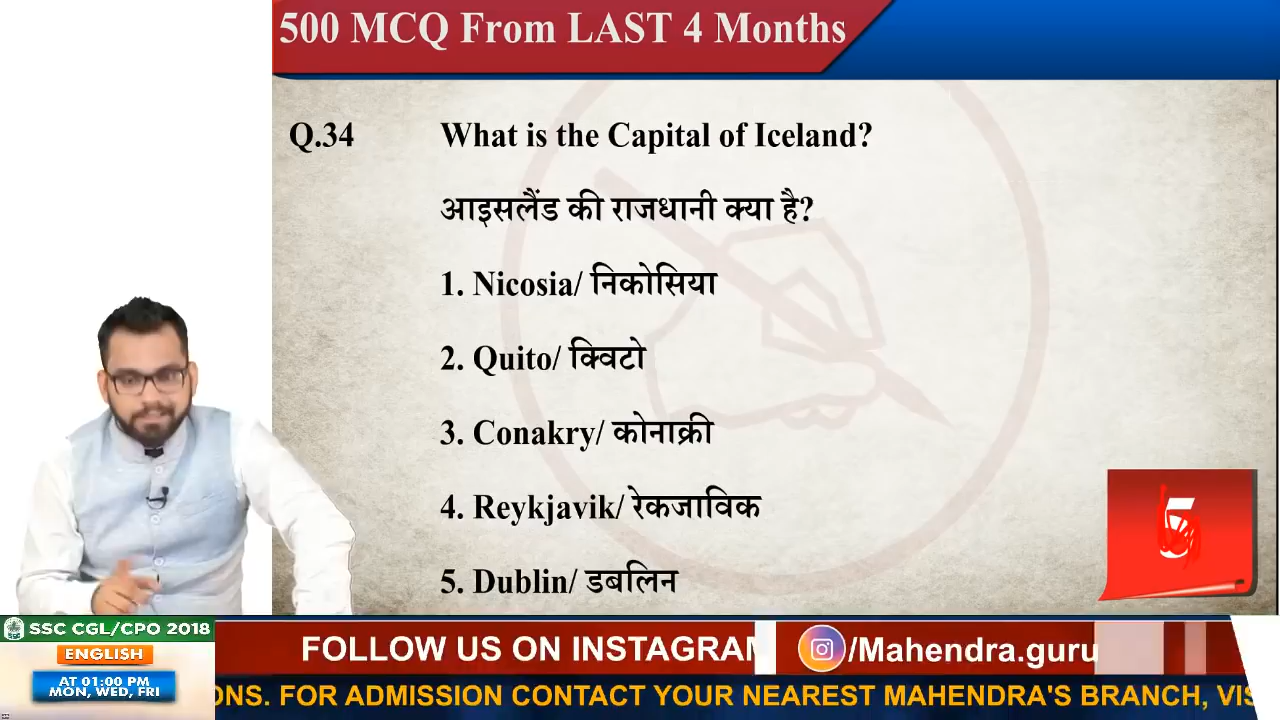 500 MCQ From LAST 4 Months
Q.34 What is the Capital of Iceland?
आइसलैंड की राजधानी क्या है?
1. Nicosia/ निकोसिया
2. Quito/ क्विटो
3. Conakry/ कोनाक्री
4. Reykjavik/ रेकजाविक
5. Dublin/ डबलिन
5
SSC CGL/CPO 2018
ENGLISH
AT 01:00 PM
MON, WED, FRI
FOLLOW US ON INSTAGRAM
/Mahendra.guru
ONS. FOR ADMISSION CONTACT YOUR NEAREST MAHENDRA'S BRANCH, VIS